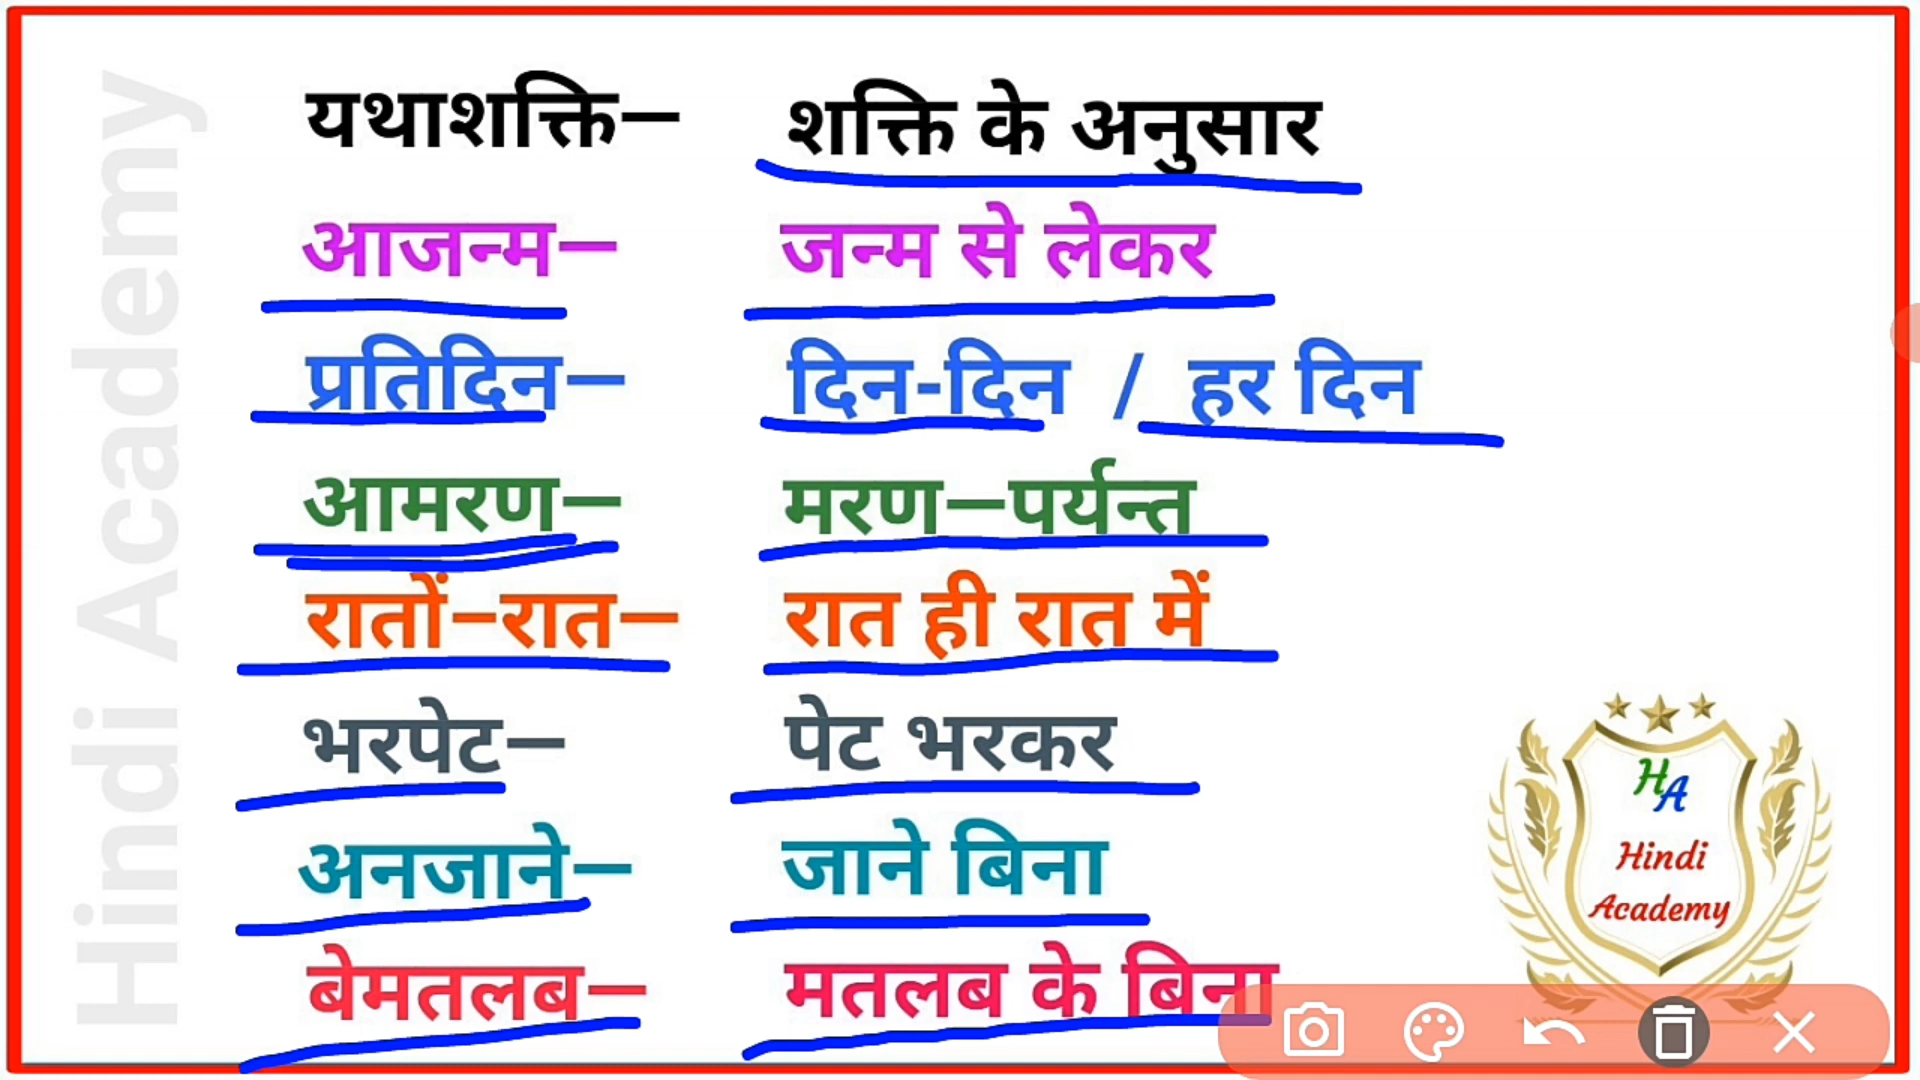 Hindi Academy
यथाशक्ति– शक्ति के अनुसार
आजन्म– जन्म से लेकर
प्रतिदिन– दिन-दिन / हर दिन
आमरण– मरण–पर्यन्त
रातों–रात– रात ही रात में
भरपेट– पेट भरकर
अनजाने– जाने बिना
बेमतलब– मतलब के बिना
HA
Hindi
Academy